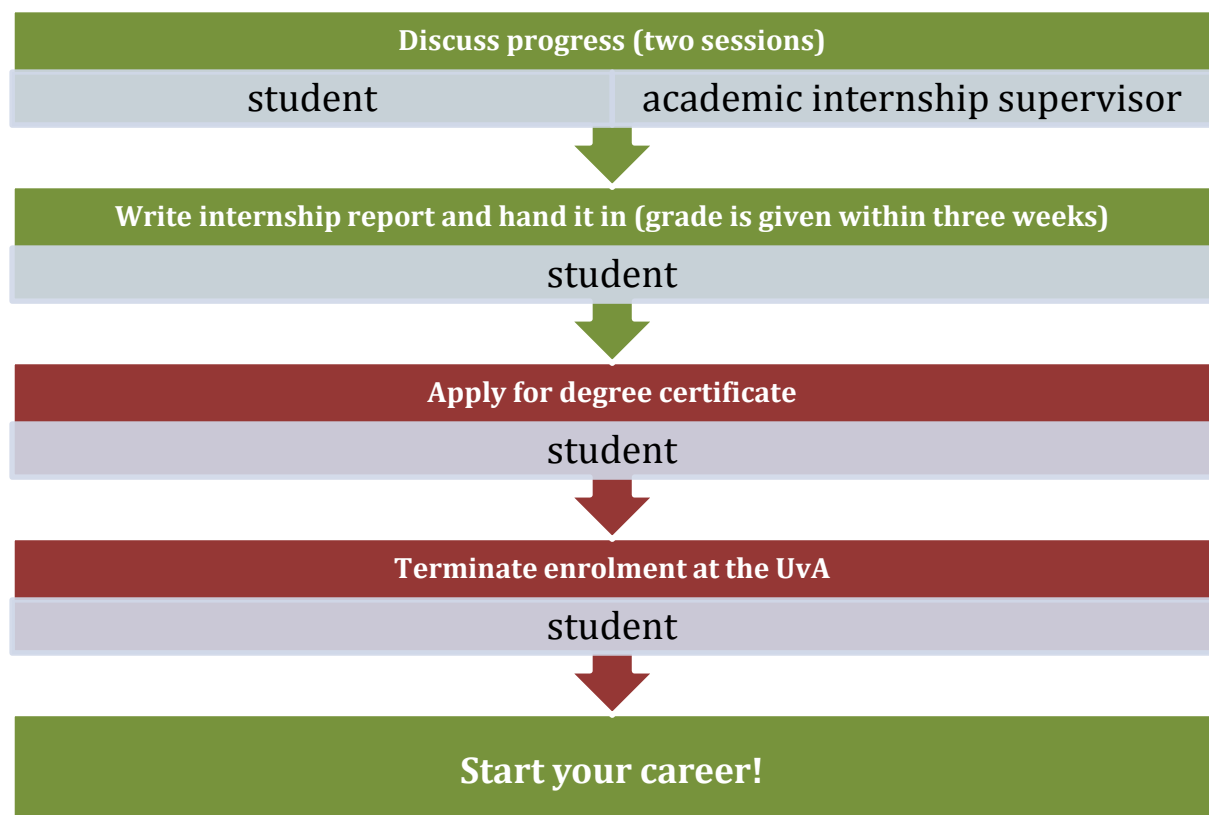 Discuss progress (two sessions)
student
academic internship supervisor
Write internship report and hand it in (grade is given within three weeks)
student
Apply for degree certificate
student
Terminate enrolment at the UvA
student
Start your career!